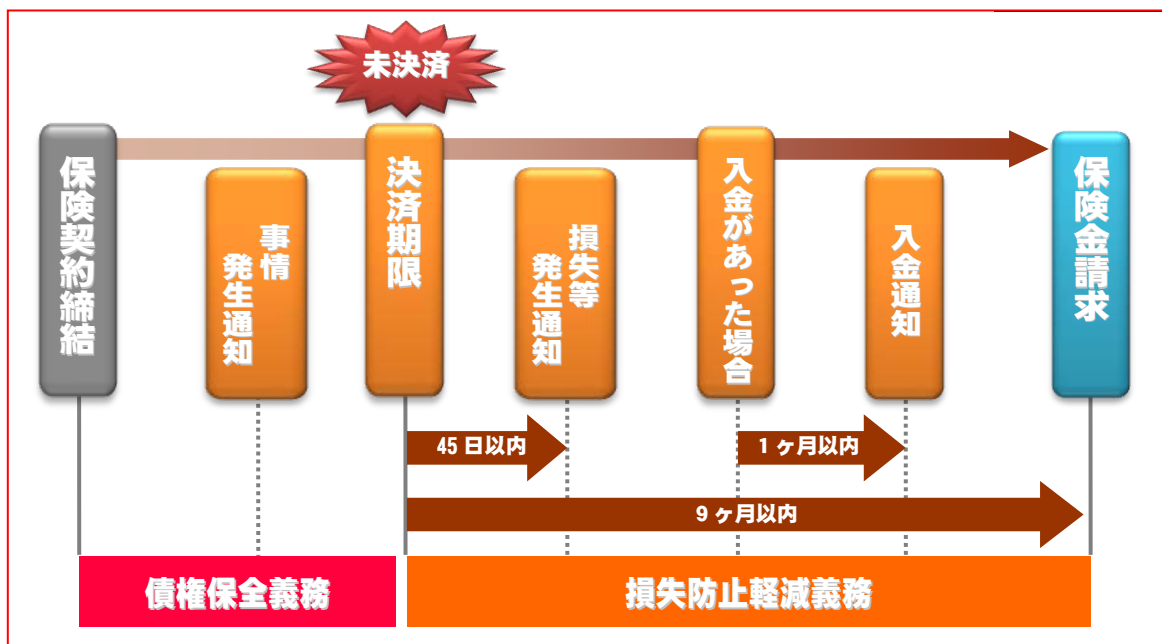 未決済
保険契約締結
事情
発生通知
決済期限
損失等
発生通知
入金があった場合
入金通知
保険金請求
45日以内
1ヶ月以内
9ヶ月以内
債権保全義務
損失防止軽減義務